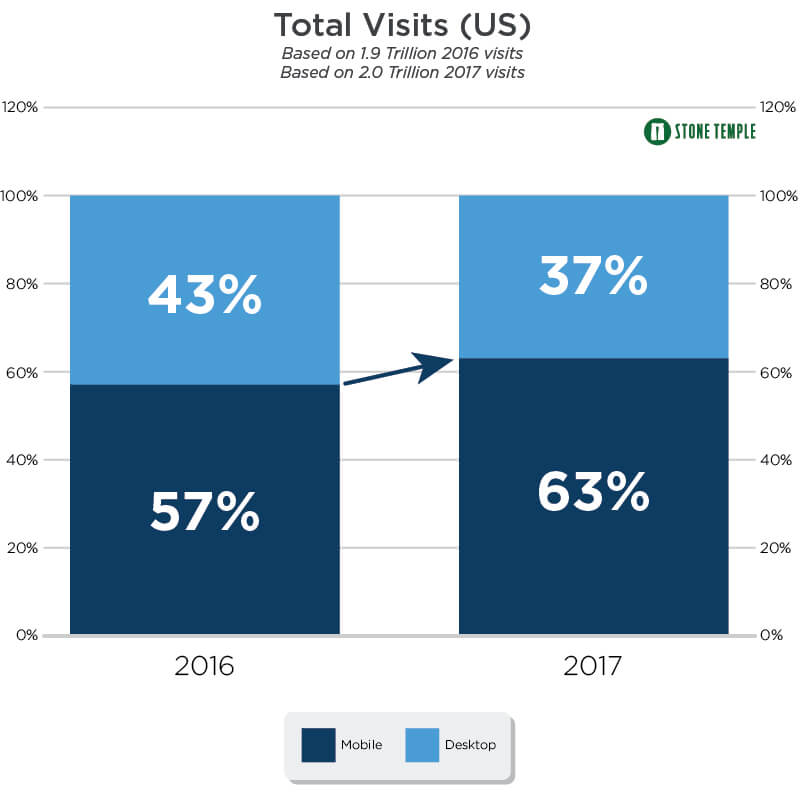 Total Visits (US)
Based on 1.9 Trillion 2016 visits
Based on 2.0 Trillion 2017 visits
120% 120%
STONE TEMPLE
100% 100%
43% 37%
80% 80%
60% 60%
40% 40%
57% 63%
20% 20%
0% 0%
2016 2017
Mobile Desktop